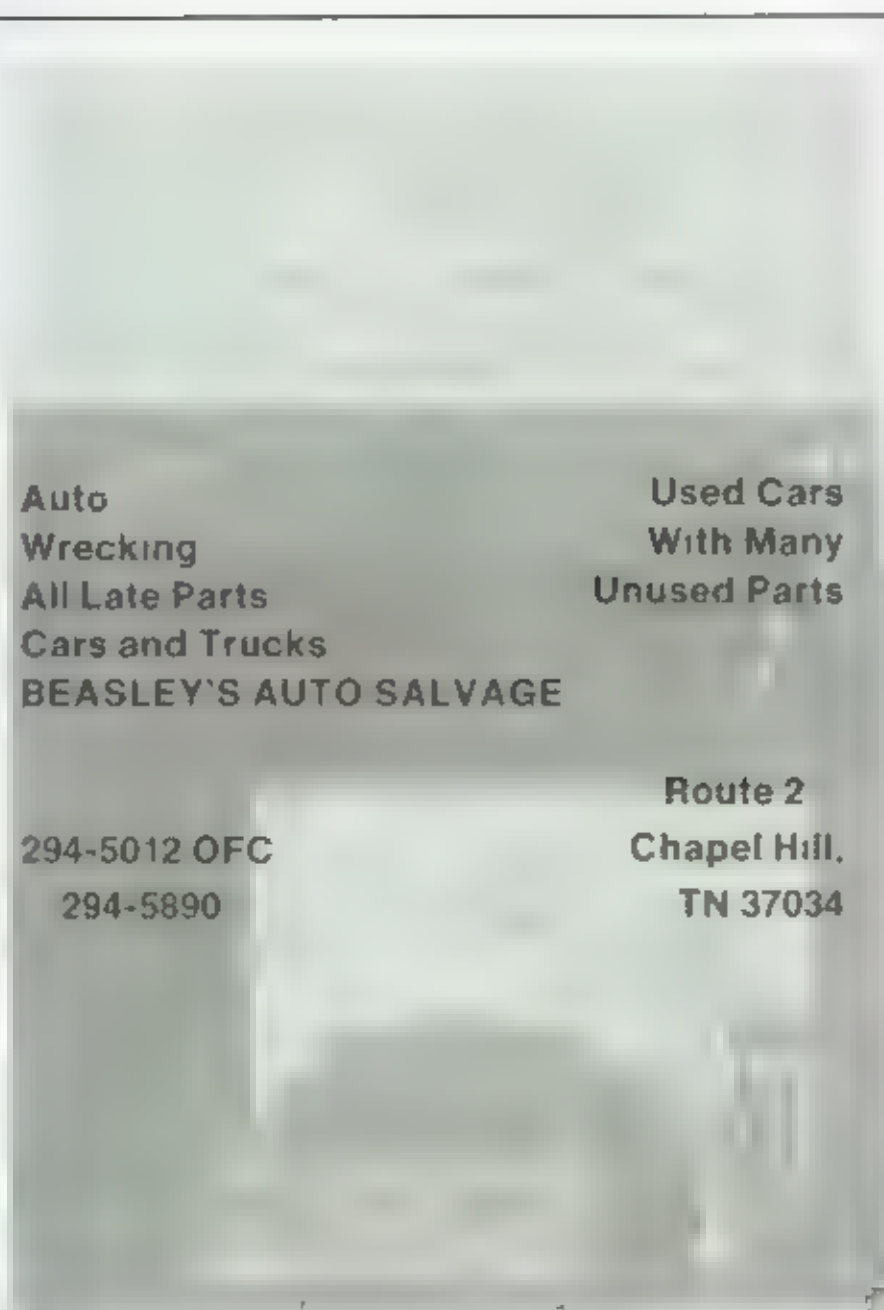 Auto
Wrecking
All Late Parts
Cars and Trucks
BEASLEY'S AUTO SALVAGE
Used Cars
With Many
Unused Parts
294-5012 OFC
294-5890
Route 2
Chapel Hill,
TN 37034